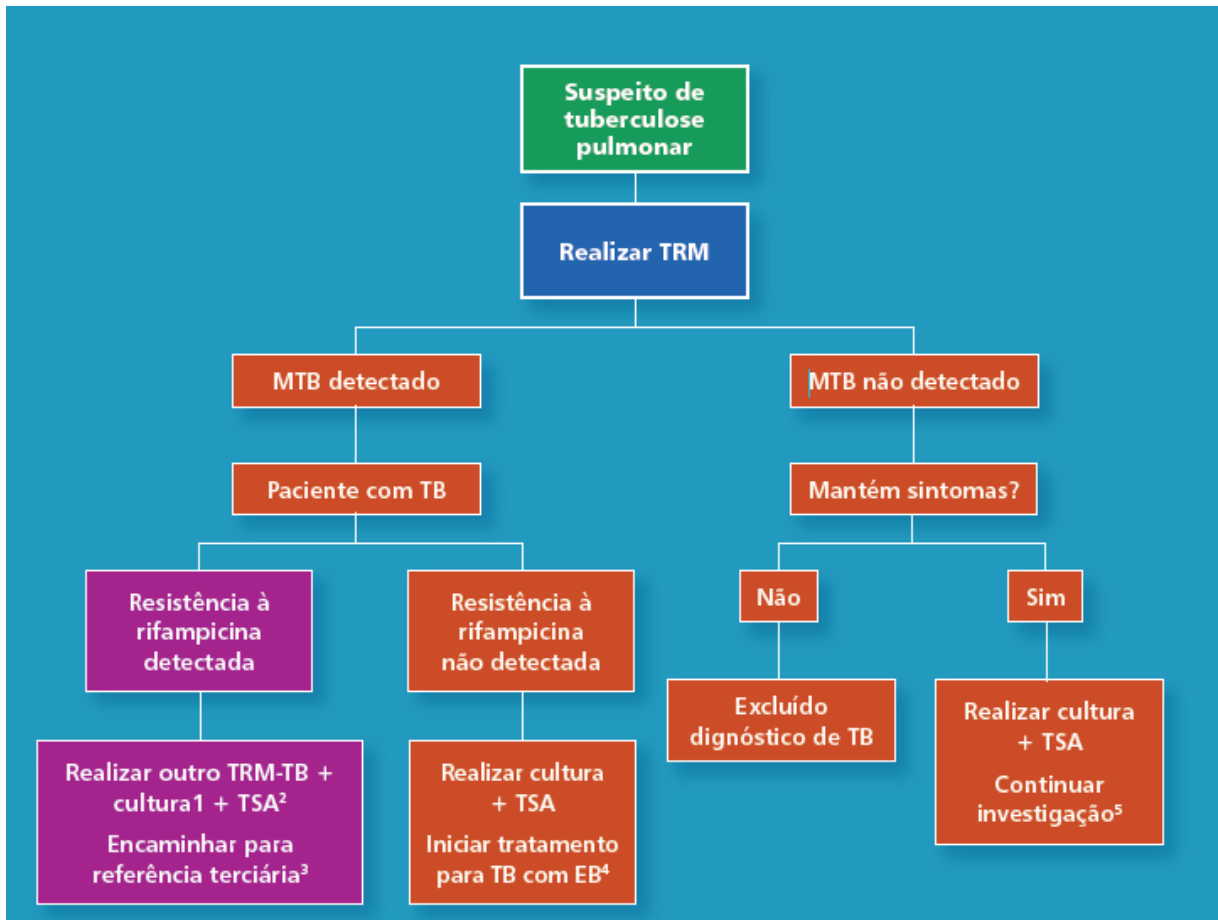 Suspeito de
tuberculose
pulmonar
Realizar TRM
MTB detectado
MTB não detectado
Paciente com TB
Mantém sintomas?
Resistência à
rifampicina
detectada
Resistência à
rifampicina
não detectada
Não
Sim
Realizar outro TRM-TB +
cultura1 + TSA²
Encaminhar para
referência terciária³
Realizar cultura
+ TSA
Iniciar tratamento
para TB com EB⁴
Excluído
dignóstico de TB
Realizar cultura
+ TSA
Continuar
investigação⁵